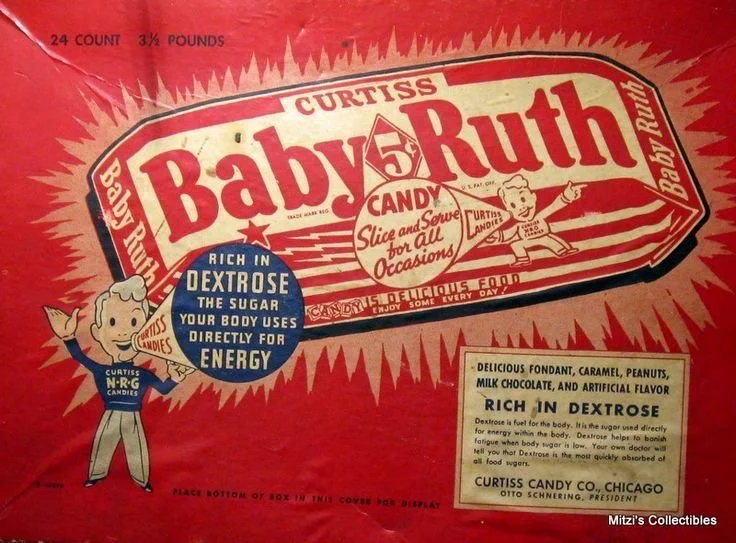 24 COUNT 3½ POUNDS
CURTISS
Baby Ruth
5¢
Baby Ruth
Baby Ruth
TRADE MARK REG.
U.S. PAT. OFF.
CANDY
Slice and Serve
for all
Occasions
CURTISS
CANDIES
CURTISS
N·R·G
CANDIES
CANDY IS DELICIOUS FOOD
ENJOY SOME EVERY DAY!
RICH IN
DEXTROSE
THE SUGAR
YOUR BODY USES
DIRECTLY FOR
ENERGY
CURTISS
CANDIES
CURTISS
N·R·G
CANDIES
DELICIOUS FONDANT, CARAMEL, PEANUTS,
MILK CHOCOLATE, AND ARTIFICIAL FLAVOR
RICH IN DEXTROSE
Dextrose is fuel for the body. It is the sugar used directly
for energy within the body. Dextrose helps to banish
fatigue when body sugar is low. Your own doctor will
tell you that Dextrose is the most quickly absorbed of
all food sugars.
CURTISS CANDY CO., CHICAGO
OTTO SCHNERING, PRESIDENT
PLACE BOTTOM OF BOX IN THIS COVER FOR DISPLAY
Mitzi's Collectibles